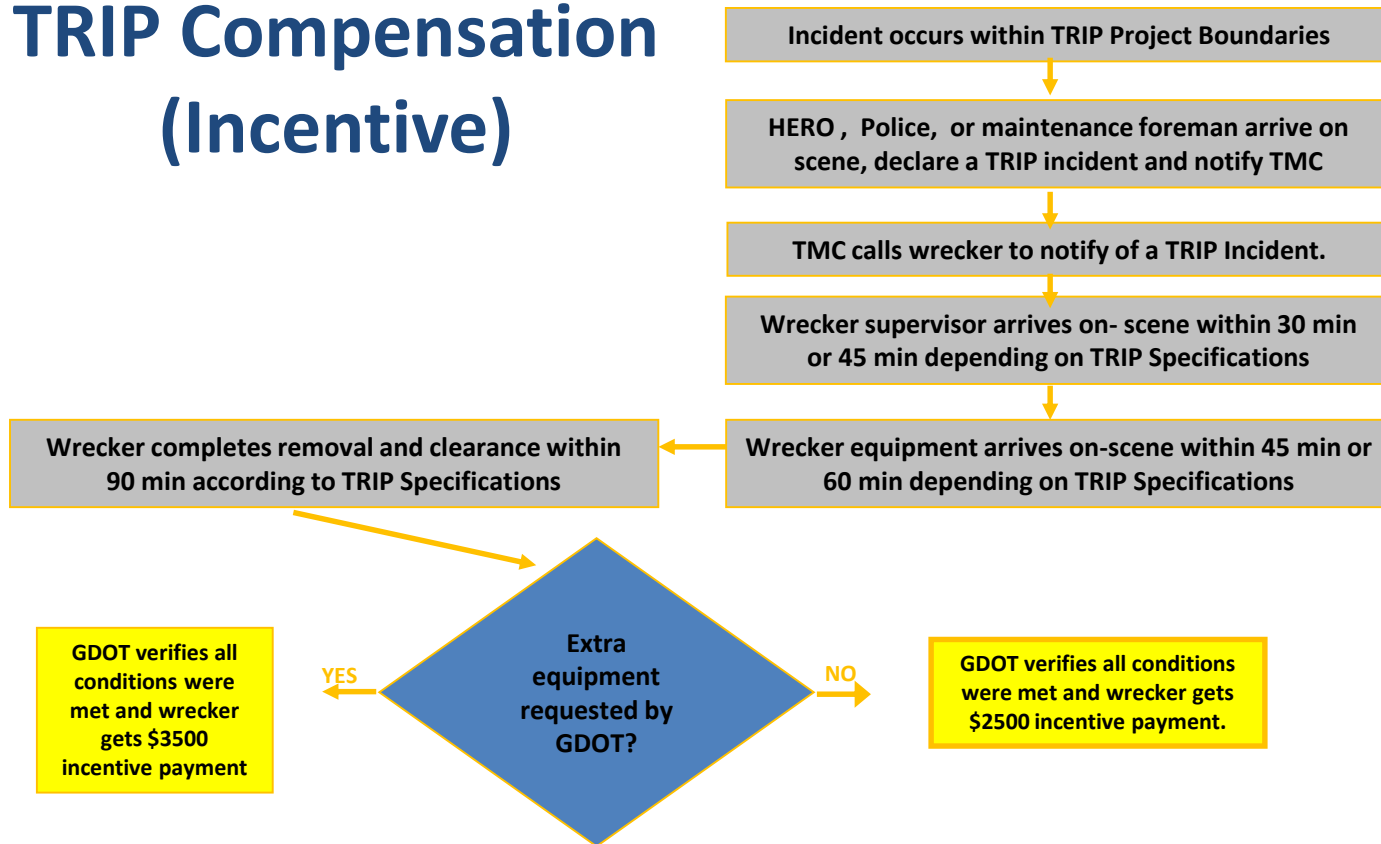 TRIP Compensation
(Incentive)
Incident occurs within TRIP Project Boundaries
HERO , Police, or maintenance foreman arrive on
scene, declare a TRIP incident and notify TMC
TMC calls wrecker to notify of a TRIP Incident.
Wrecker supervisor arrives on- scene within 30 min
or 45 min depending on TRIP Specifications
Wrecker equipment arrives on-scene within 45 min or
60 min depending on TRIP Specifications
Wrecker completes removal and clearance within
90 min according to TRIP Specifications
Extra
equipment
requested by
GDOT?
YES
GDOT verifies all
conditions were
met and wrecker
gets $3500
incentive payment
NO
GDOT verifies all conditions
were met and wrecker gets
$2500 incentive payment.